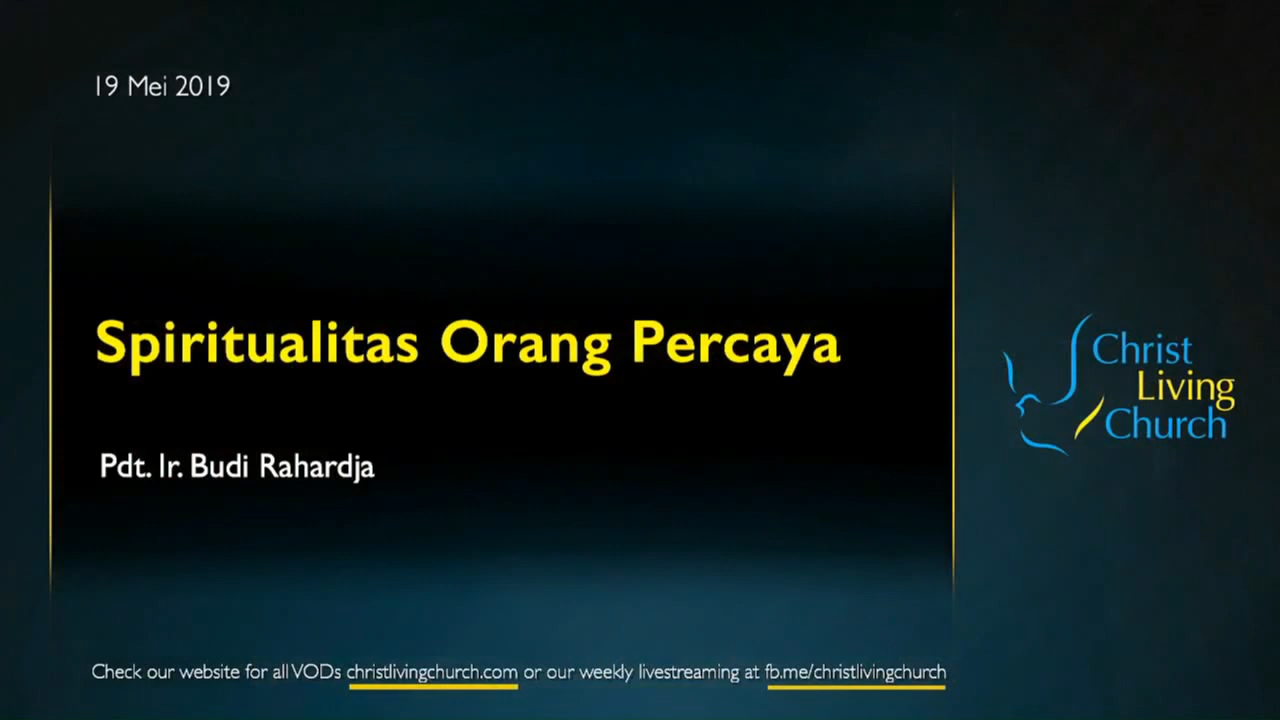 19 Mei 2019
Spiritualitas Orang Percaya
Pdt. Ir. Budi Rahardja
Christ
Living
Church
Check our website for all VODs christlivingchurch.com or our weekly livestreaming at fb.me/christlivingchurch